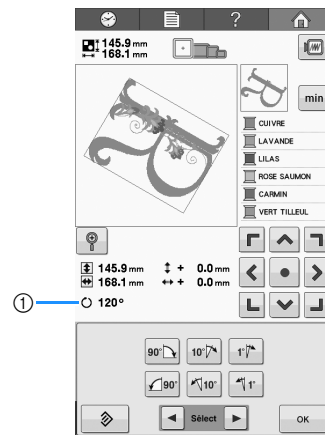 ?
145.9 mm
168.1 mm
min
CUIVRE
LAVANDE
LILAS
ROSE SAUMON
CARMIN
VERT TILLEUL
145.9 mm + 0.0 mm
168.1 mm + 0.0 mm
① 120°
90° 10° 1°
90° 10° 1°
Sélect OK